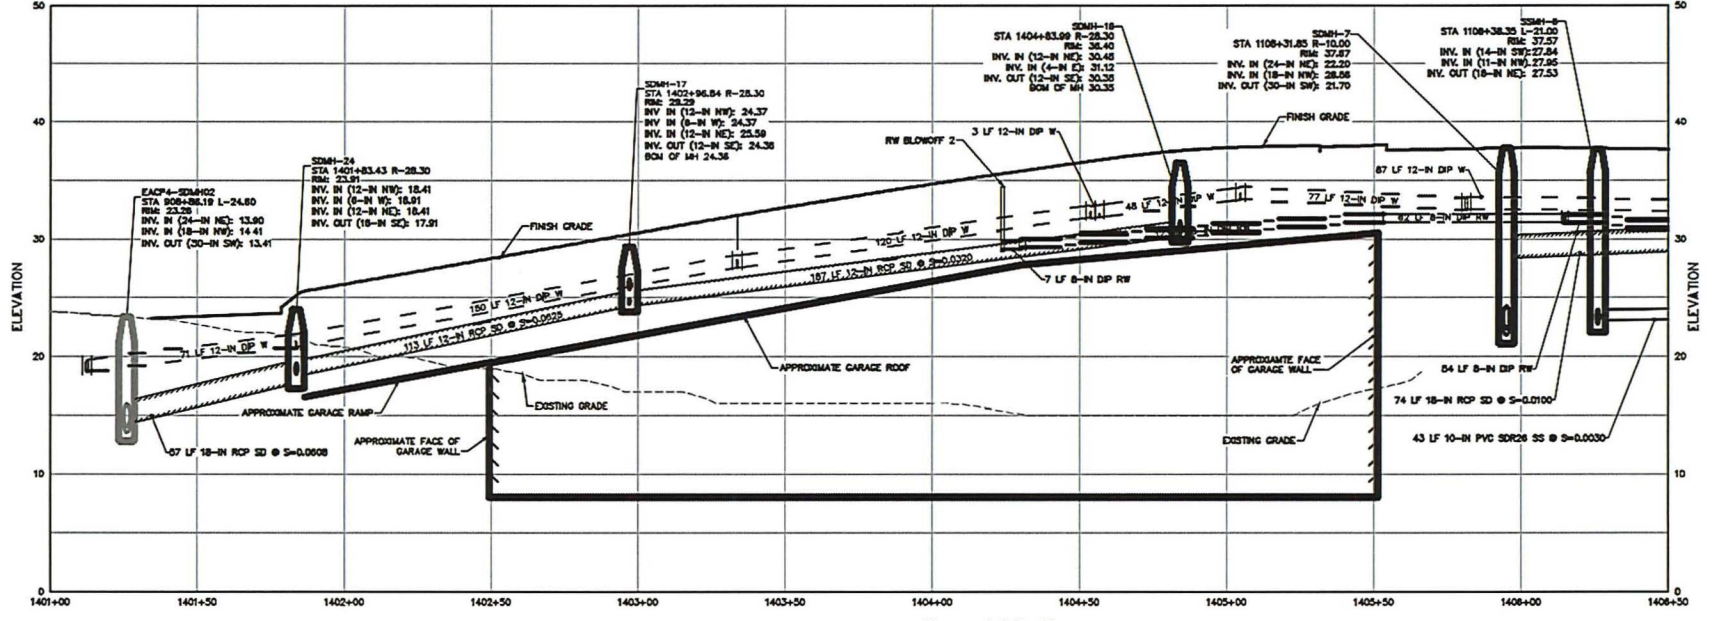 50
40
30
20
10
0
ELEVATION
EACP4-SDMH02
STA 908+86.19 L-24.60
RIM: 23.26
INV. IN (24-IN NE): 13.90
INV. IN (18-IN NW): 14.41
INV. OUT (30-IN SW): 13.41
SDMH-24
STA 1401+83.43 R-28.30
RIM: 23.91
INV. IN (12-IN NW): 18.41
INV. IN (6-IN W): 18.91
INV. IN (12-IN NE): 18.41
INV. OUT (18-IN SE): 17.91
SDMH-17
STA 1402+96.84 R-28.30
RIM: 29.29
INV IN (12-IN NW): 24.37
INV IN (8-IN W): 24.37
INV. IN (12-IN NE): 25.59
INV. OUT (12-IN SE): 24.36
BOM OF MH 24.36
SDMH-18
STA 1404+83.99 R-28.30
RIM: 36.40
INV. IN (12-IN NE): 30.45
INV. IN (4-IN E): 31.12
INV. OUT (12-IN SE): 30.35
BOM OF MH 30.35
SDMH-7
STA 1108+31.85 R-10.00
RIM: 37.87
INV. IN (24-IN NE): 22.20
INV. IN (18-IN NW): 28.56
INV. OUT (30-IN SW): 21.70
SSMH-8
STA 1108+38.35 L-21.00
RIM: 37.57
INV. IN (14-IN SW): 27.84
INV. IN (11-IN NW): 27.95
INV. OUT (18-IN NE): 27.53
FINISH GRADE
FINISH GRADE
RW BLOWOFF 2
3 LF 12-IN DIP W
87 LF 12-IN DIP W
77 LF 12-IN DIP W
82 LF 8-IN DIP RW
48 LF 12-IN DIP W
120 LF 12-IN DIP W
187 LF 12-IN RCP SD @ S=0.0320
7 LF 8-IN DIP RW
150 LF 12-IN DIP W
113 LF 12-IN RCP SD @ S=0.0525
71 LF 12-IN DIP W
APPROXIMATE GARAGE RAMP
EXISTING GRADE
APPROXIMATE GARAGE ROOF
APPROXIMATE FACE OF
GARAGE WALL
APPROXIAMTE FACE
OF GARAGE WALL
EXISTING GRADE
57 LF 18-IN RCP SD @ S=0.0608
54 LF 8-IN DIP RW
74 LF 18-IN RCP SD @ S=0.0100
43 LF 10-IN PVC SDR26 SS @ S=0.0030
50
40
30
20
10
0
ELEVATION
1401+00
1401+50
1402+00
1402+50
1403+00
1403+50
1404+00
1404+50
1405+00
1405+50
1406+00
1406+50